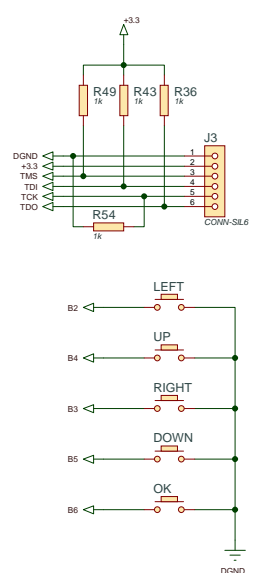 +3.3
R49 R43 R36
1k 1k 1k
J3
DGND 1
+3.3 2
TMS 3
TDI 4
TCK 5
TDO 6
R54
CONN-SIL6
1k
LEFT
B2
UP
B4
RIGHT
B3
DOWN
B5
OK
B6
DGND